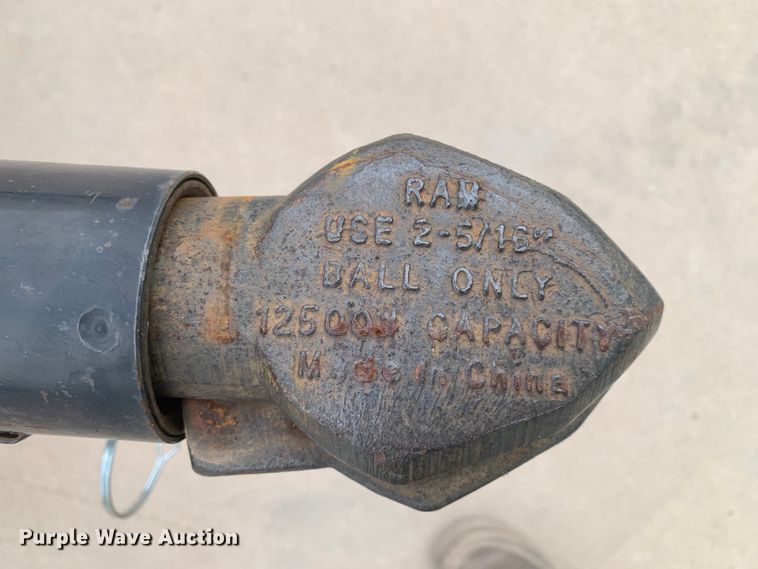 RAM
USE 2-5/16"
BALL ONLY
12500# CAPACITY
Made in China
Purple Wave Auction